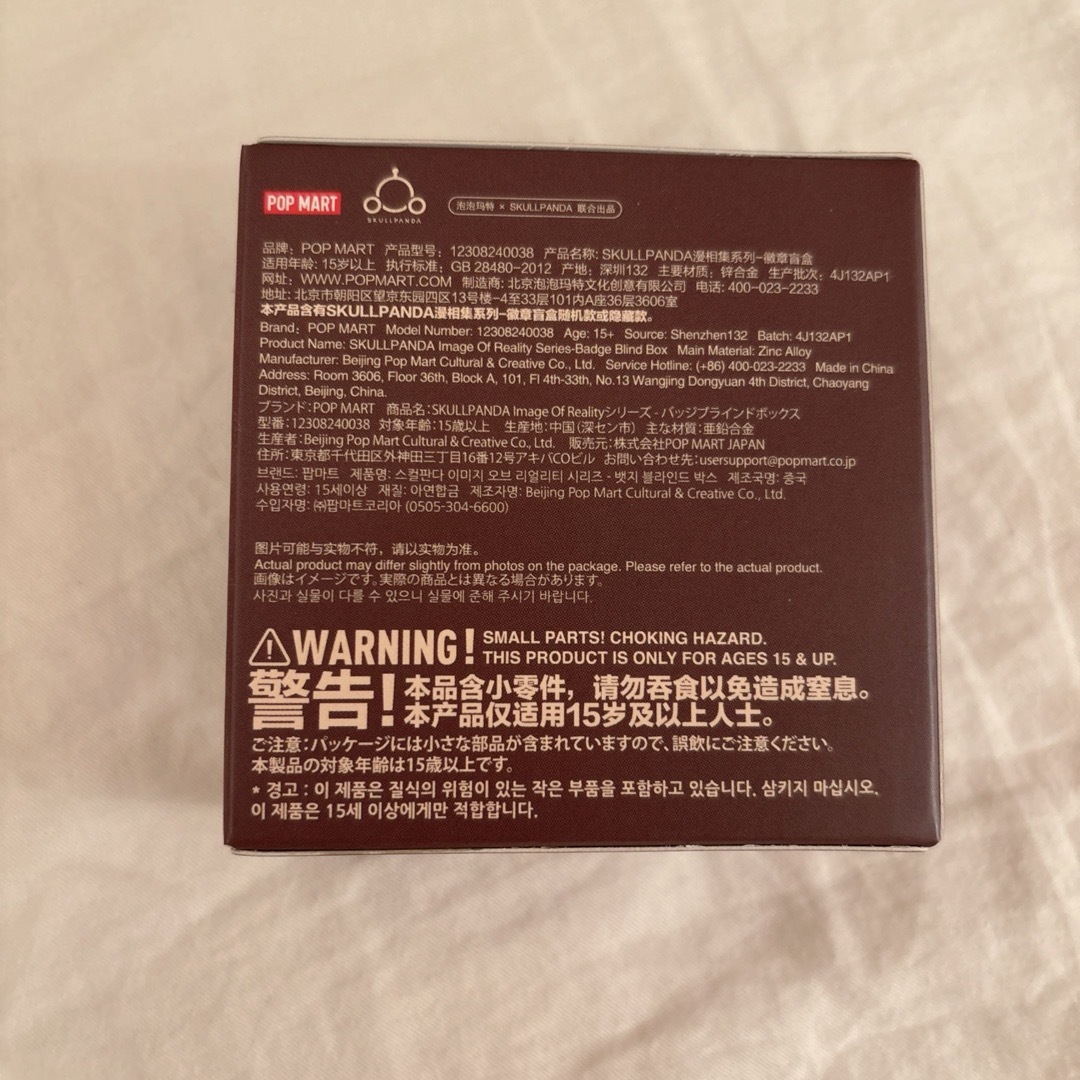 POP MART
SKULLPANDA
泡泡玛特 × SKULLPANDA 联合出品
品牌：POP MART 产品型号：12308240038 产品名称：SKULLPANDA漫相集系列-徽章盲盒
适用年龄：15岁以上 执行标准：GB 28480-2012 产地：深圳132 主要材质：锌合金 生产批次：4J132AP1
网址：WWW.POPMART.COM 制造商：北京泡泡玛特文化创意有限公司 电话：400-023-2233
地址：北京市朝阳区望京东园四区13号楼-4至33层101内A座36层3606室
本产品含有SKULLPANDA漫相集系列-徽章盲盒随机款或隐藏款。
Brand: POP MART Model Number: 12308240038 Age: 15+ Source: Shenzhen132 Batch: 4J132AP1
Product Name: SKULLPANDA Image Of Reality Series-Badge Blind Box Main Material: Zinc Alloy
Manufacturer: Beijing Pop Mart Cultural & Creative Co., Ltd. Service Hotline: (+86) 400-023-2233 Made in China
Address: Room 3606, Floor 36th, Block A, 101, Fl 4th-33th, No.13 Wangjing Dongyuan 4th District, Chaoyang
District, Beijing, China.
ブランド：POP MART 商品名：SKULLPANDA Image Of Realityシリーズ - バッジブラインドボックス
型番：12308240038 対象年齢：15歳以上 生産地：中国（深セン市） 主な材質：亜鉛合金
生産者：Beijing Pop Mart Cultural & Creative Co., Ltd. 販売元：株式会社POP MART JAPAN
住所：東京都千代田区外神田三丁目16番12号アキバCOビル お問い合わせ先：usersupport@popmart.co.jp
브랜드: 팝마트 제품명: 스컬판다 이미지 오브 리얼리티 시리즈 - 뱃지 블라인드 박스 제조국명: 중국
사용연령: 15세이상 재질: 아연합금 제조자명: Beijing Pop Mart Cultural & Creative Co., Ltd.
수입자명: ㈜팝마트코리아 (0505-304-6600)
图片可能与实物不符，请以实物为准。
Actual product may differ slightly from photos on the package. Please refer to the actual product.
画像はイメージです。実際の商品とは異なる場合があります。
사진과 실물이 다를 수 있으니 실물에 준해 주시기 바랍니다.
WARNING! SMALL PARTS! CHOKING HAZARD.
THIS PRODUCT IS ONLY FOR AGES 15 & UP.
警告! 本品含小零件，请勿吞食以免造成窒息。
本产品仅适用15岁及以上人士。
ご注意：パッケージには小さな部品が含まれていますので、誤飲にご注意ください。
本製品の対象年齢は15歳以上です。
* 경고 : 이 제품은 질식의 위험이 있는 작은 부품을 포함하고 있습니다. 삼키지 마십시오.
이 제품은 15세 이상에게만 적합합니다.